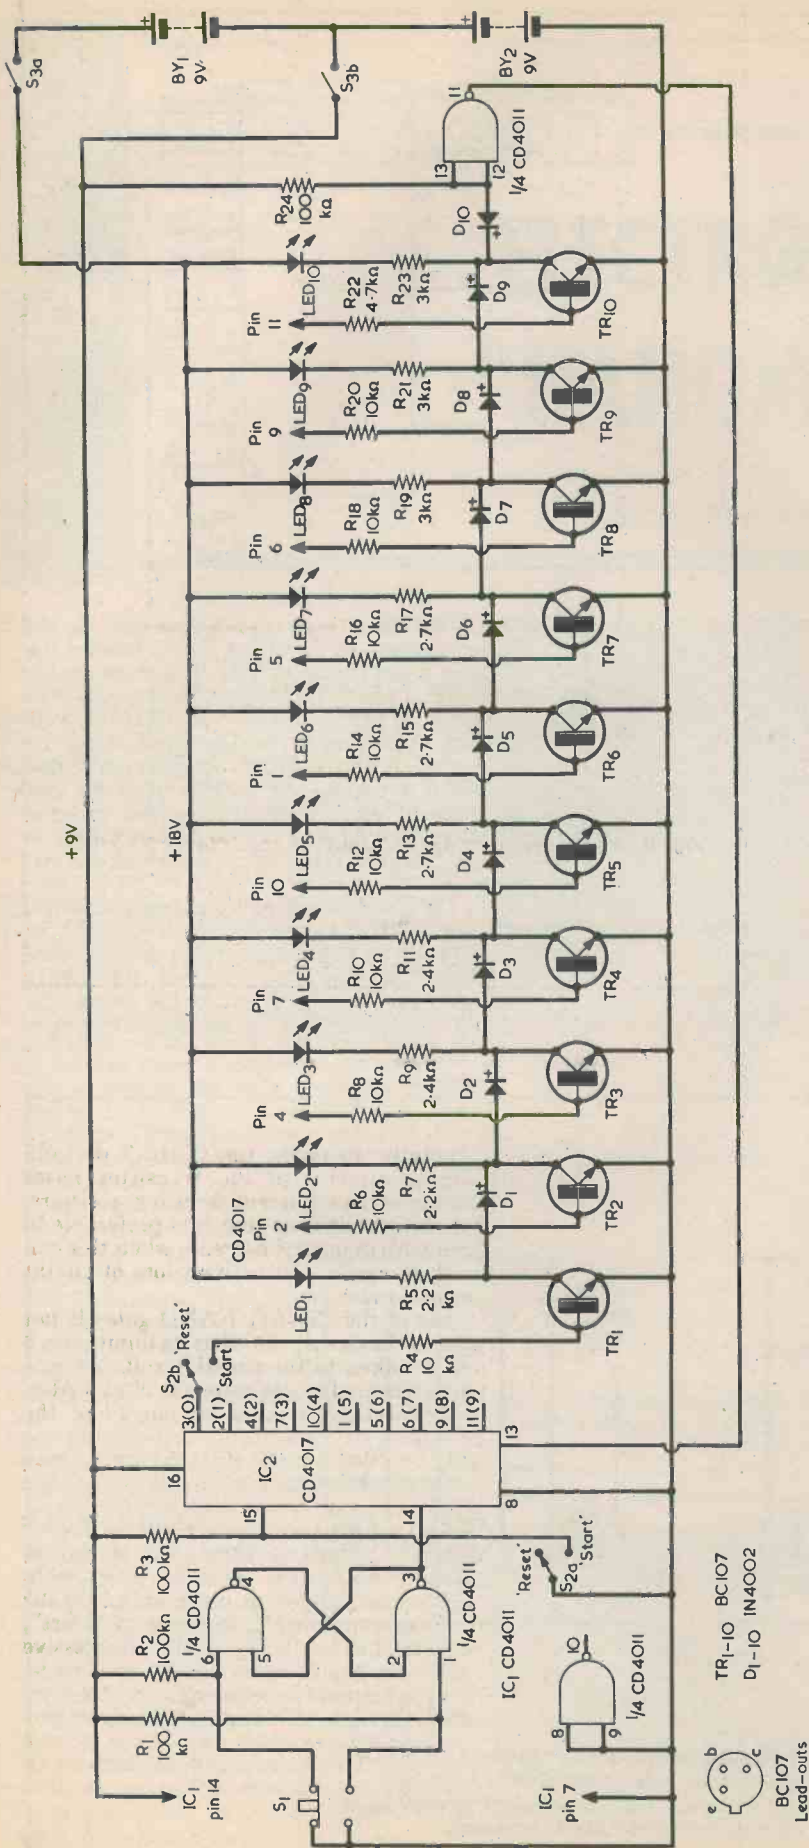 +9V
+18V
S3a
BY1
9V
S3b
BY2
9V
R24
100
kΩ
11
13
12
1/4 CD4011
D10
LED10
Pin
11
R22
4·7kΩ
R23
3kΩ
D9
TR10
LED9
Pin
9
R20
10kΩ
R21
3kΩ
D8
TR9
LED8
Pin
6
R18
10kΩ
R19
3kΩ
D7
TR8
LED7
Pin
5
R16
10kΩ
R17
2·7kΩ
D6
TR7
LED6
Pin
1
R14
10kΩ
R15
2·7kΩ
D5
TR6
LED5
Pin
10
R12
10kΩ
R13
2·7kΩ
D4
TR5
LED4
Pin
7
R10
10kΩ
R11
2·4kΩ
D3
TR4
LED3
Pin
4
R8
10kΩ
R9
2·4kΩ
D2
TR3
LED2
CD4017
Pin
2
R6
10kΩ
R7
2·2kΩ
D1
TR2
LED1
R5
2·2
kΩ
R4
10
kΩ
TR1
S2b
'Reset'
'Start'
3(0)
2(1)
4(2)
7(3)
10(4)
1(5)
5(6)
6(7)
9(8)
11(9)
16
IC2
CD4017
15
14
13
8
R3
100kΩ
R2
100kΩ
R1
100
kΩ
1/4 CD4011
4
6
5
3
2
1
1/4 CD4011
'Reset'
S2a
'Start'
IC1
pin 14
S1
IC1 CD4011
10
8
9
1/4 CD4011
IC1
pin 7
TR1-10 BC107
D1-10 IN4002
e
b
c
BC107
Lead-outs